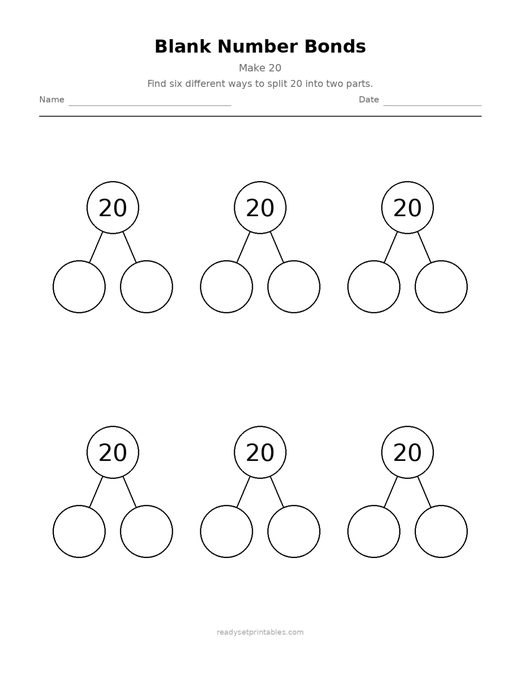 Blank Number Bonds
Make 20
Find six different ways to split 20 into two parts.
Name Date
20 20 20
20 20 20
readysetprintables.com